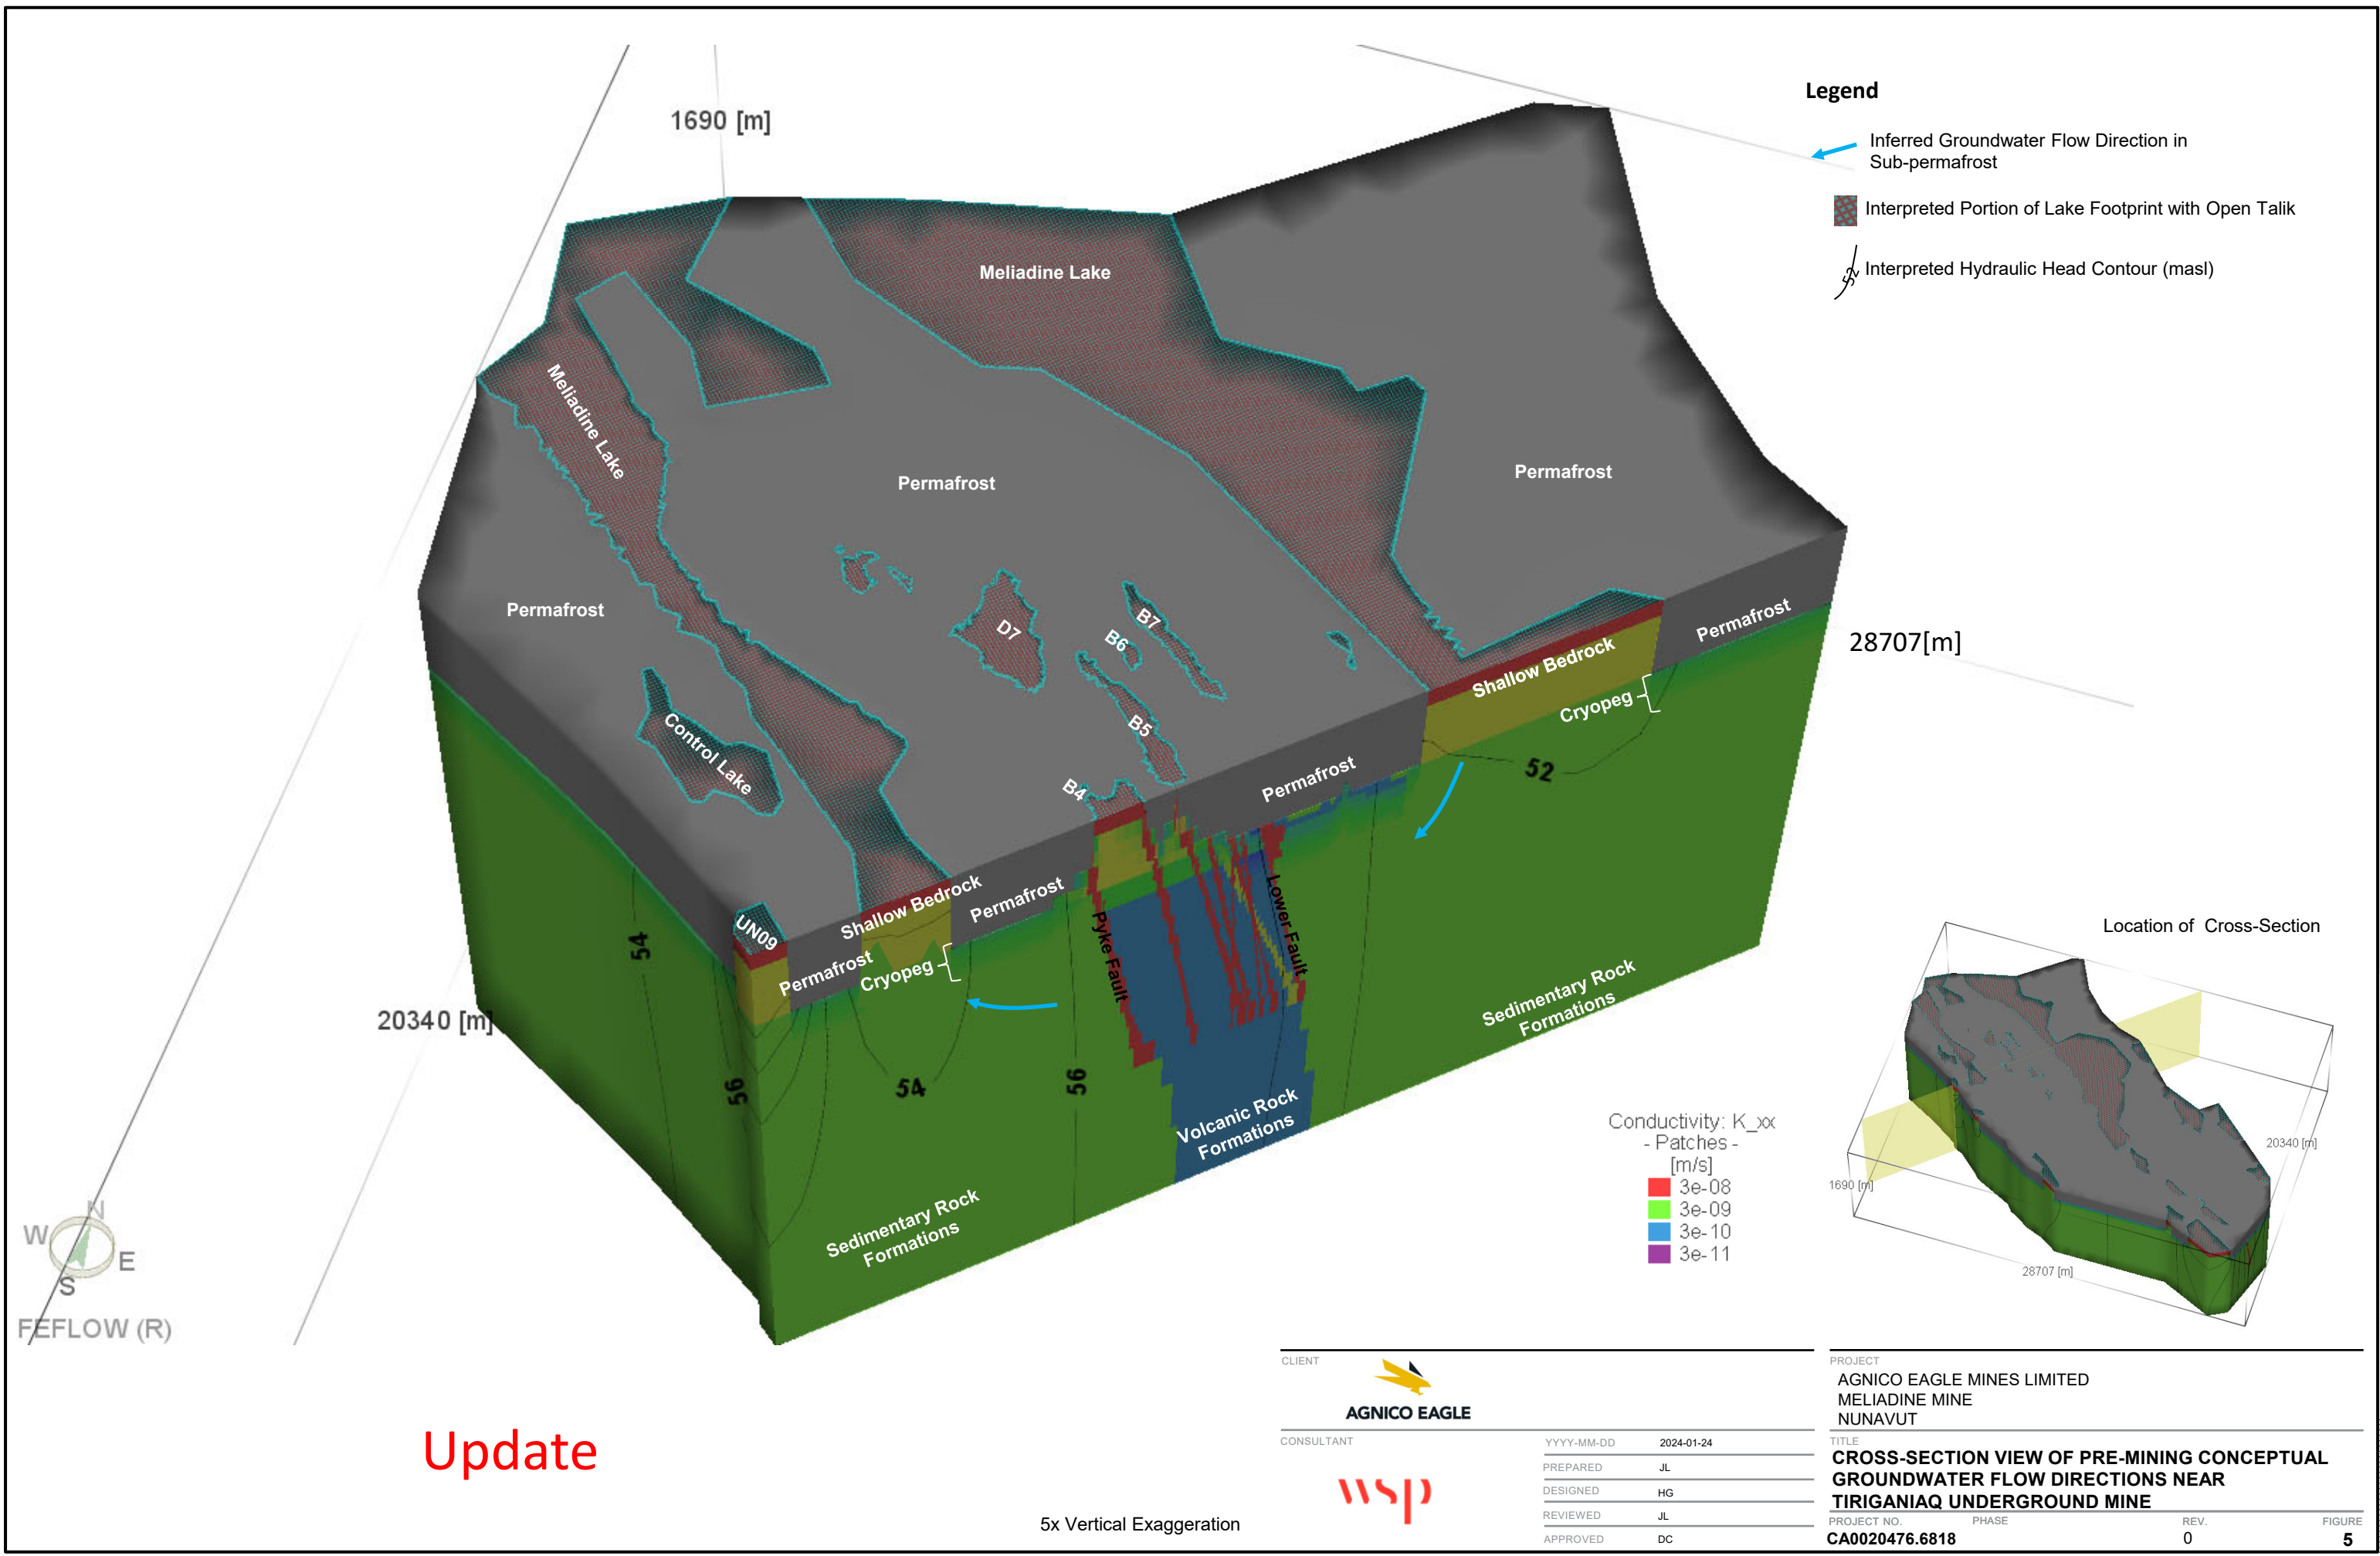 1690 [m]
Legend
Inferred Groundwater Flow Direction in
Sub-permafrost
Interpreted Portion of Lake Footprint with Open Talik
52
Interpreted Hydraulic Head Contour (masl)
Meliadine Lake
Meliadine Lake
Permafrost
Permafrost
Permafrost
D7
B7
B6
B5
B4
Control Lake
UN09
Permafrost
Shallow Bedrock
Cryopeg
28707[m]
52
Permafrost
Permafrost
Shallow Bedrock
Permafrost
Cryopeg
Pyke Fault
Lower Fault
54
56
54
56
20340 [m]
Sedimentary Rock
Formations
Volcanic Rock
Formations
Sedimentary Rock
Formations
Location of Cross-Section
1690 [m]
20340 [m]
28707 [m]
Conductivity: K_xx
- Patches -
[m/s]
3e-08
3e-09
3e-10
3e-11
N
W
E
S
FEFLOW (R)
Update
5x Vertical Exaggeration
CLIENT
AGNICO EAGLE
CONSULTANT
wsp
YYYY-MM-DD 2024-01-24
PREPARED JL
DESIGNED HG
REVIEWED JL
APPROVED DC
PROJECT
AGNICO EAGLE MINES LIMITED
MELIADINE MINE
NUNAVUT
TITLE
CROSS-SECTION VIEW OF PRE-MINING CONCEPTUAL
GROUNDWATER FLOW DIRECTIONS NEAR
TIRIGANIAQ UNDERGROUND MINE
PROJECT NO. PHASE REV. FIGURE
CA0020476.6818 0 5